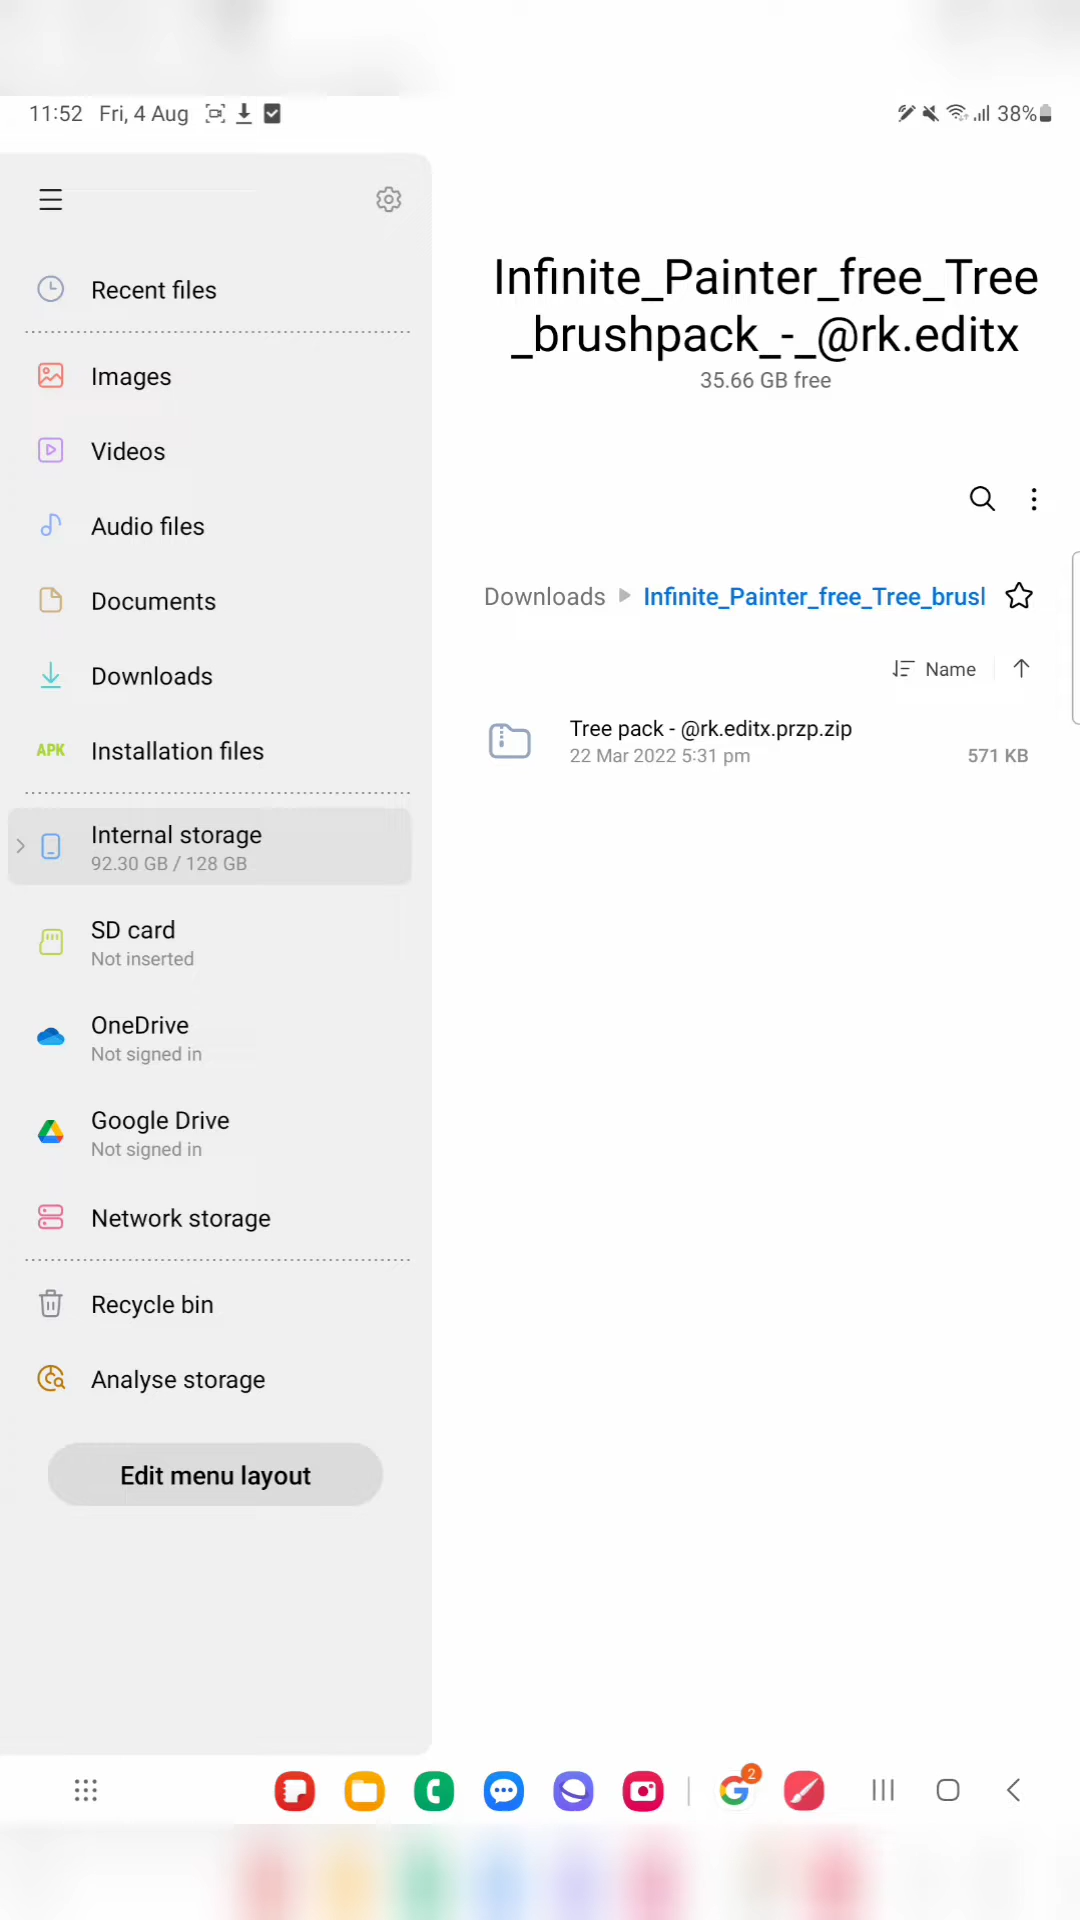 11:52 Fri, 4 Aug
38%
Recent files
Images
Videos
Audio files
Documents
Downloads
APK Installation files
Internal storage
92.30 GB / 128 GB
SD card
Not inserted
OneDrive
Not signed in
Google Drive
Not signed in
Network storage
Recycle bin
Analyse storage
Edit menu layout
Infinite_Painter_free_Tree
_brushpack_-_@rk.editx
35.66 GB free
Downloads Infinite_Painter_free_Tree_brusl
Name
Tree pack - @rk.editx.przp.zip
22 Mar 2022 5:31 pm 571 KB
2